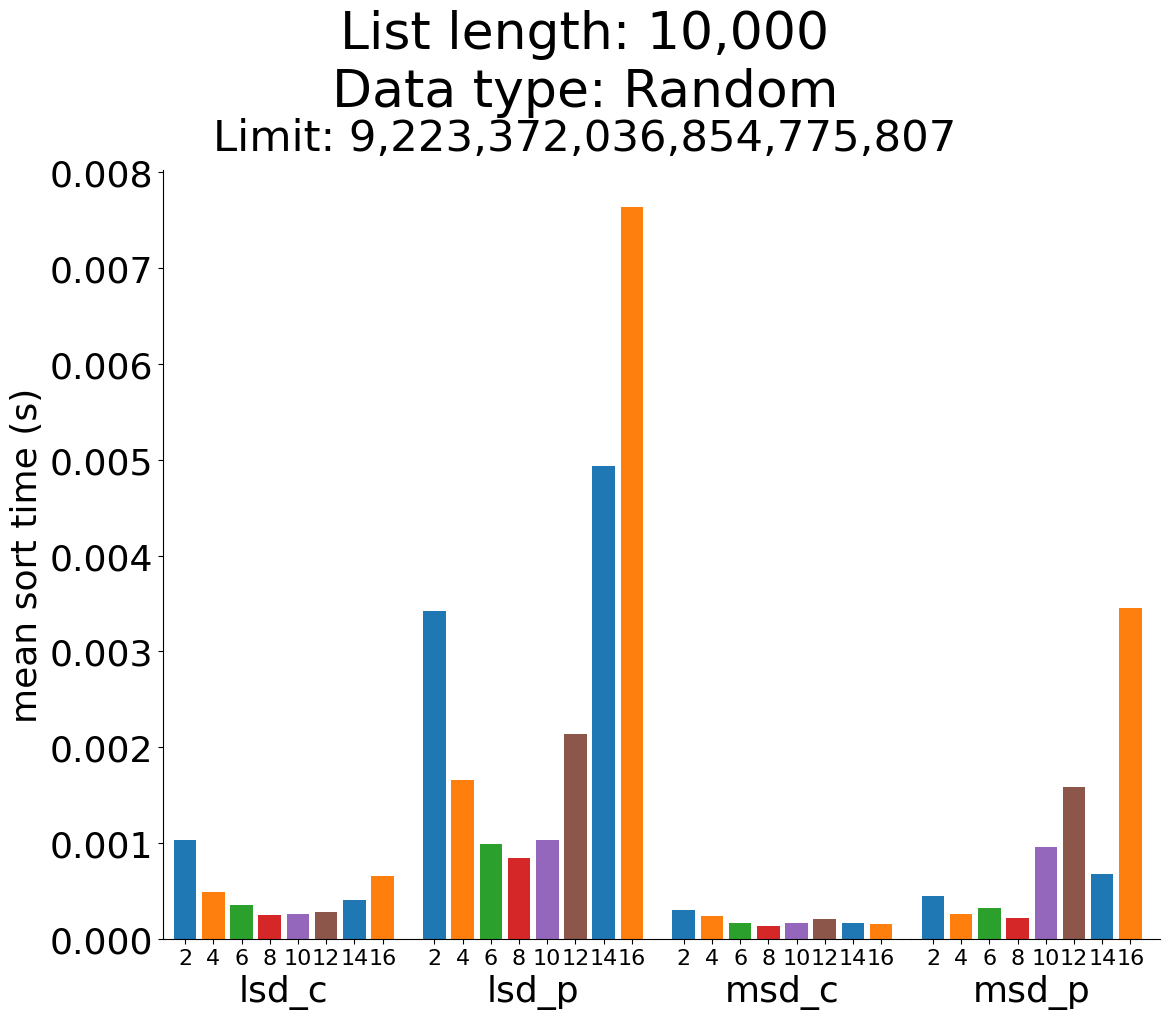 List length: 10,000
Data type: Random
Limit: 9,223,372,036,854,775,807
0.008
0.007
0.006
0.005
0.004
0.003
0.002
0.001
0.000
mean sort time (s)
2 4 6 8 10 12 14 16 2 4 6 8 10 12 14 16 2 4 6 8 10 12 14 16 2 4 6 8 10 12 14 16
lsd_c lsd_p msd_c msd_p